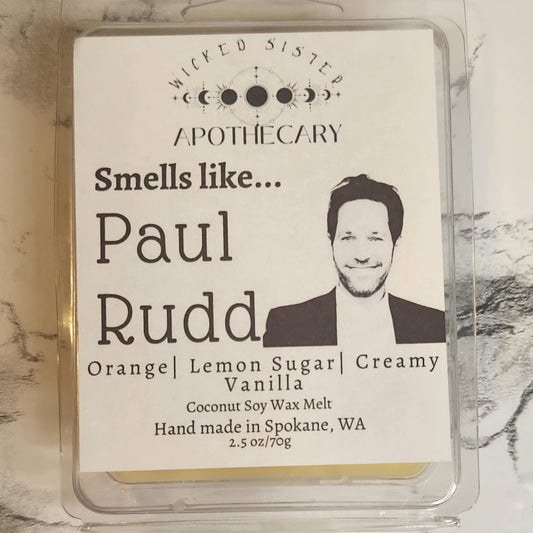 WICKED SISTER
APOTHECARY
Smells like...
Paul
Rudd
Orange| Lemon Sugar| Creamy
Vanilla
Coconut Soy Wax Melt
Hand made in Spokane, WA
2.5 oz/70g